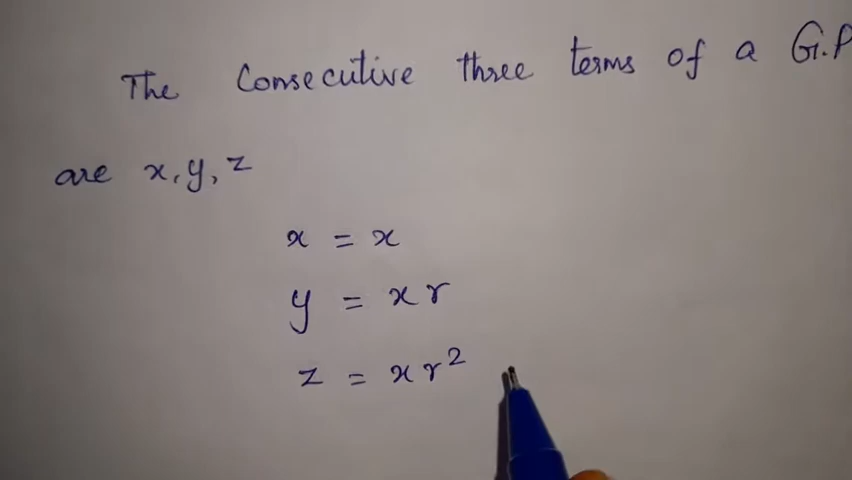 The Consecutive three terms of a G.P
are x, y, z
x = x
y = xr
z = xr²